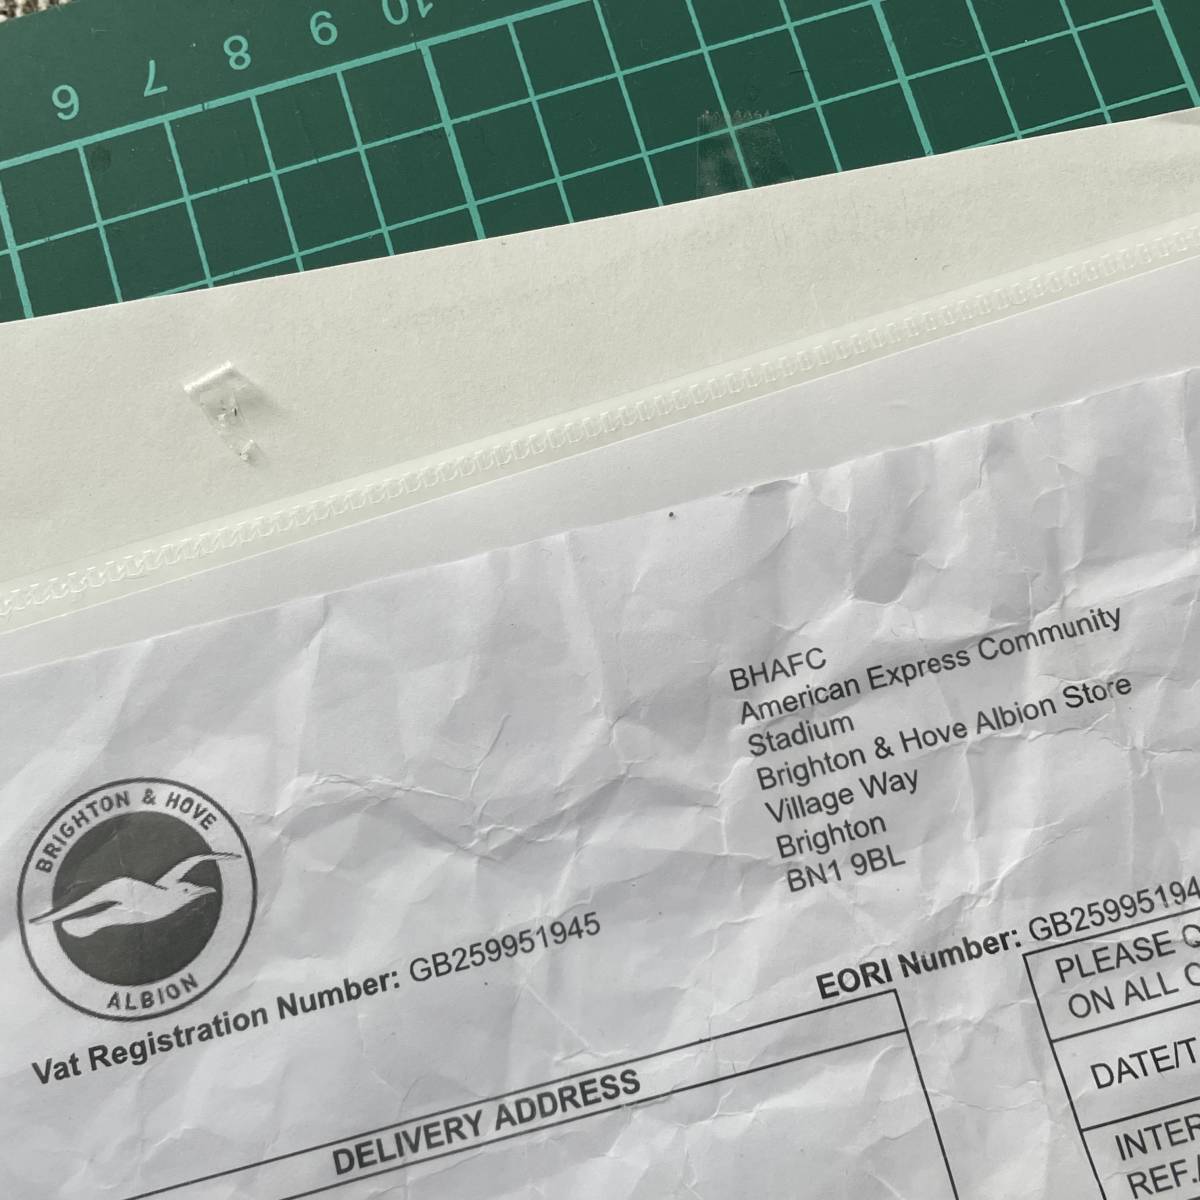 6 7 8 9 10
BHAFC
American Express Community
Stadium
Brighton & Hove Albion Store
Village Way
Brighton
BN1 9BL
BRIGHTON & HOVE
ALBION
Vat Registration Number: GB259951945
EORI Number: GB25995194
PLEASE
ON ALL
DATE/T
DELIVERY ADDRESS
INTER
REF.